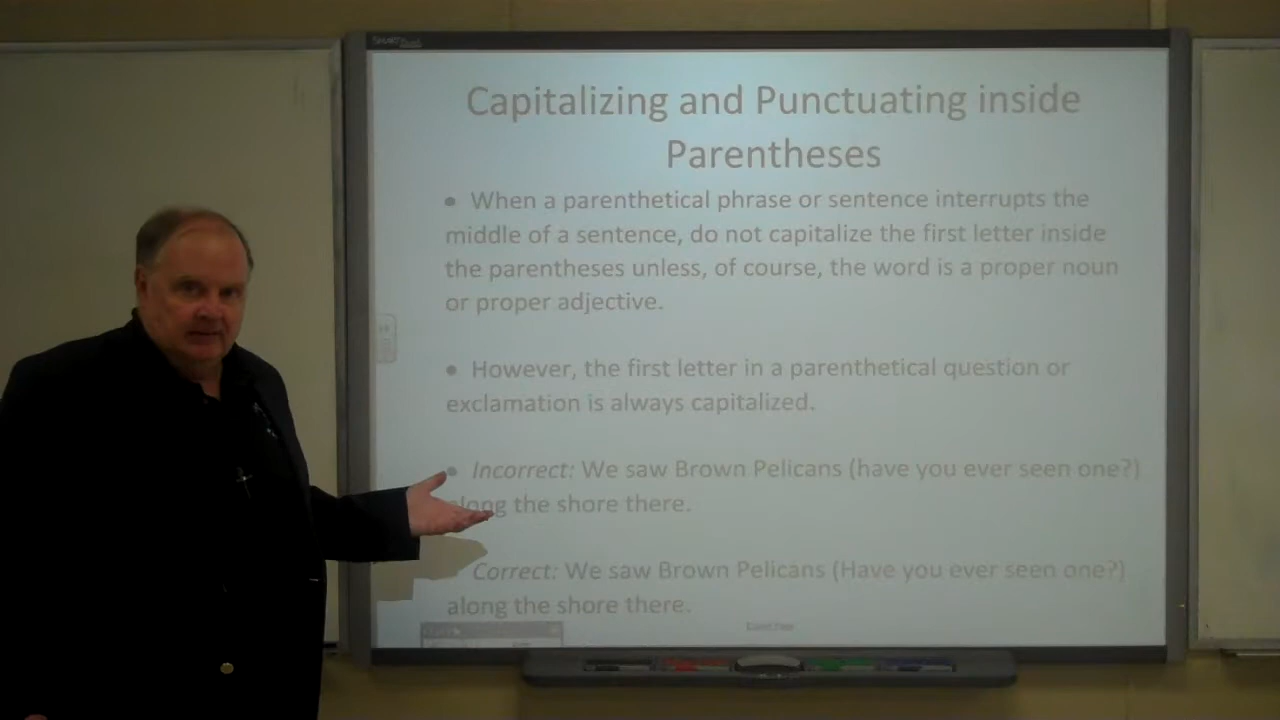 SMART
Capitalizing and Punctuating inside
Parentheses
• When a parenthetical phrase or sentence interrupts the
middle of a sentence, do not capitalize the first letter inside
the parentheses unless, of course, the word is a proper noun
or proper adjective.
• However, the first letter in a parenthetical question or
exclamation is always capitalized.
• Incorrect: We saw Brown Pelicans (have you ever seen one?)
along the shore there.
Correct: We saw Brown Pelicans (Have you ever seen one?)
along the shore there.